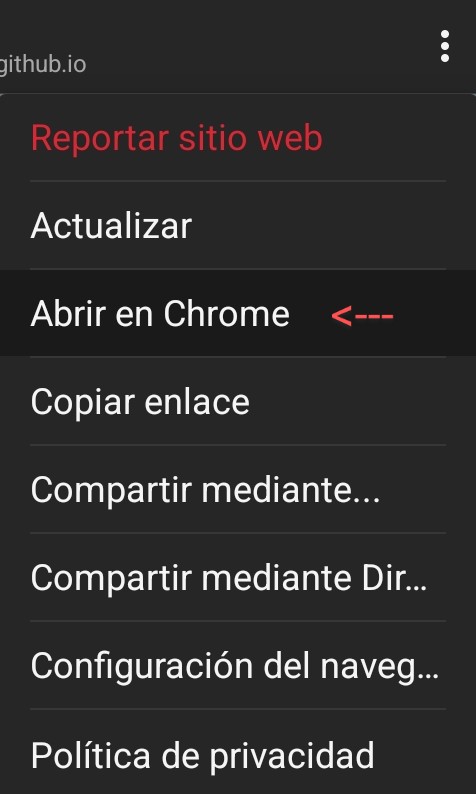 github.io
Reportar sitio web
Actualizar
Abrir en Chrome <---
Copiar enlace
Compartir mediante...
Compartir mediante Dir...
Configuración del naveg...
Política de privacidad